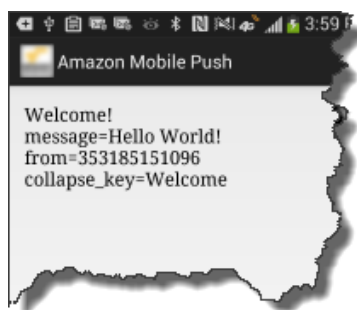 3:59 P
Amazon Mobile Push
Welcome!
message=Hello World!
from=353185151096
collapse_key=Welcome